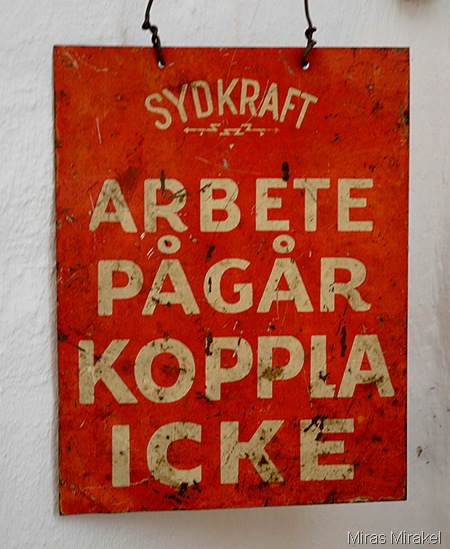 SYDKRAFT
ARBETE
PÅGÅR
KOPPLA
ICKE
Miras Mirakel